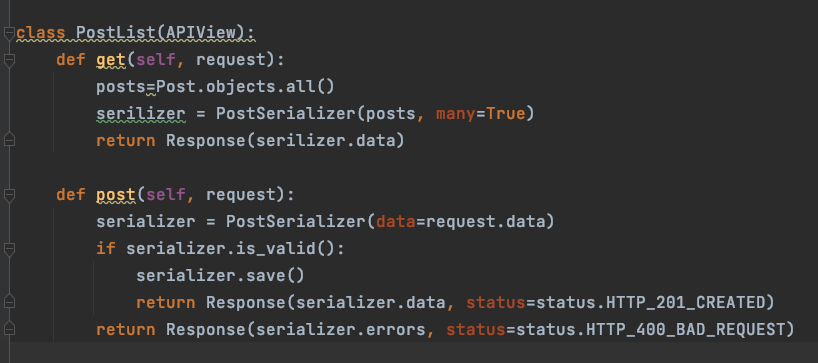 class PostList(APIView):
    def get(self, request):
        posts=Post.objects.all()
        serilizer = PostSerializer(posts, many=True)
        return Response(serilizer.data)

    def post(self, request):
        serializer = PostSerializer(data=request.data)
        if serializer.is_valid():
            serializer.save()
            return Response(serializer.data, status=status.HTTP_201_CREATED)
        return Response(serializer.errors, status=status.HTTP_400_BAD_REQUEST)